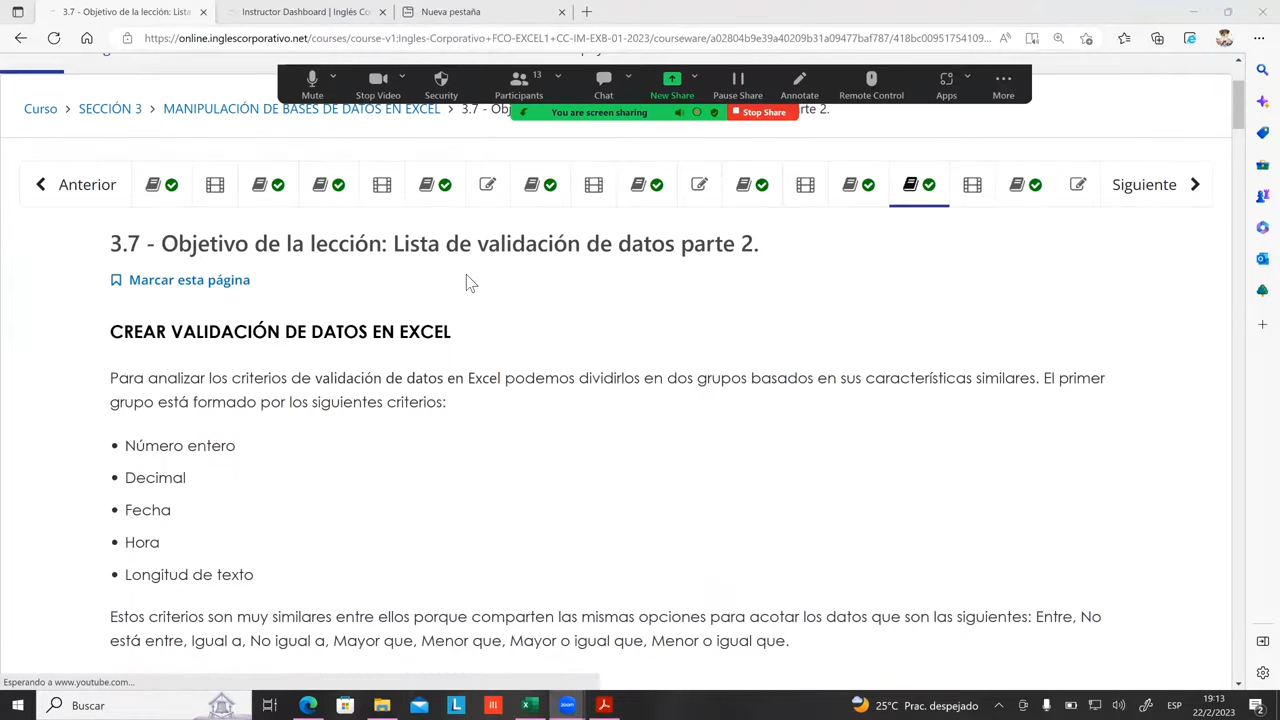 3.7 - Objetivo de la lección: Lista
Instructor Dashboard | Inglés Co
Nueva pestaña
https://online.inglescorporativo.net/courses/course-v1:Ingles-Corporativo+FCO-EXCEL1+CC-IM-EXB-01-2023/courseware/a02804b9e39a40209b31a09477baf787/418bc00951754109...
13
Mute
Stop Video
Security
Participants
Chat
New Share
Pause Share
Annotate
Remote Control
Apps
More
You are screen sharing
Stop Share
Curso > SECCIÓN 3 > MANIPULACIÓN DE BASES DE DATOS EN EXCEL > 3.7 - Obj rte 2.
Anterior
Siguiente
3.7 - Objetivo de la lección: Lista de validación de datos parte 2.
Marcar esta página
CREAR VALIDACIÓN DE DATOS EN EXCEL
Para analizar los criterios de validación de datos en Excel podemos dividirlos en dos grupos basados en sus características similares. El primer
grupo está formado por los siguientes criterios:
• Número entero
• Decimal
• Fecha
• Hora
• Longitud de texto
Estos criterios son muy similares entre ellos porque comparten las mismas opciones para acotar los datos que son las siguientes: Entre, No
está entre, Igual a, No igual a, Mayor que, Menor que, Mayor o igual que, Menor o igual que.
Esperando a www.youtube.com...
Buscar
25°C Prac. despejado
ESP
19:13
22/2/2023
2